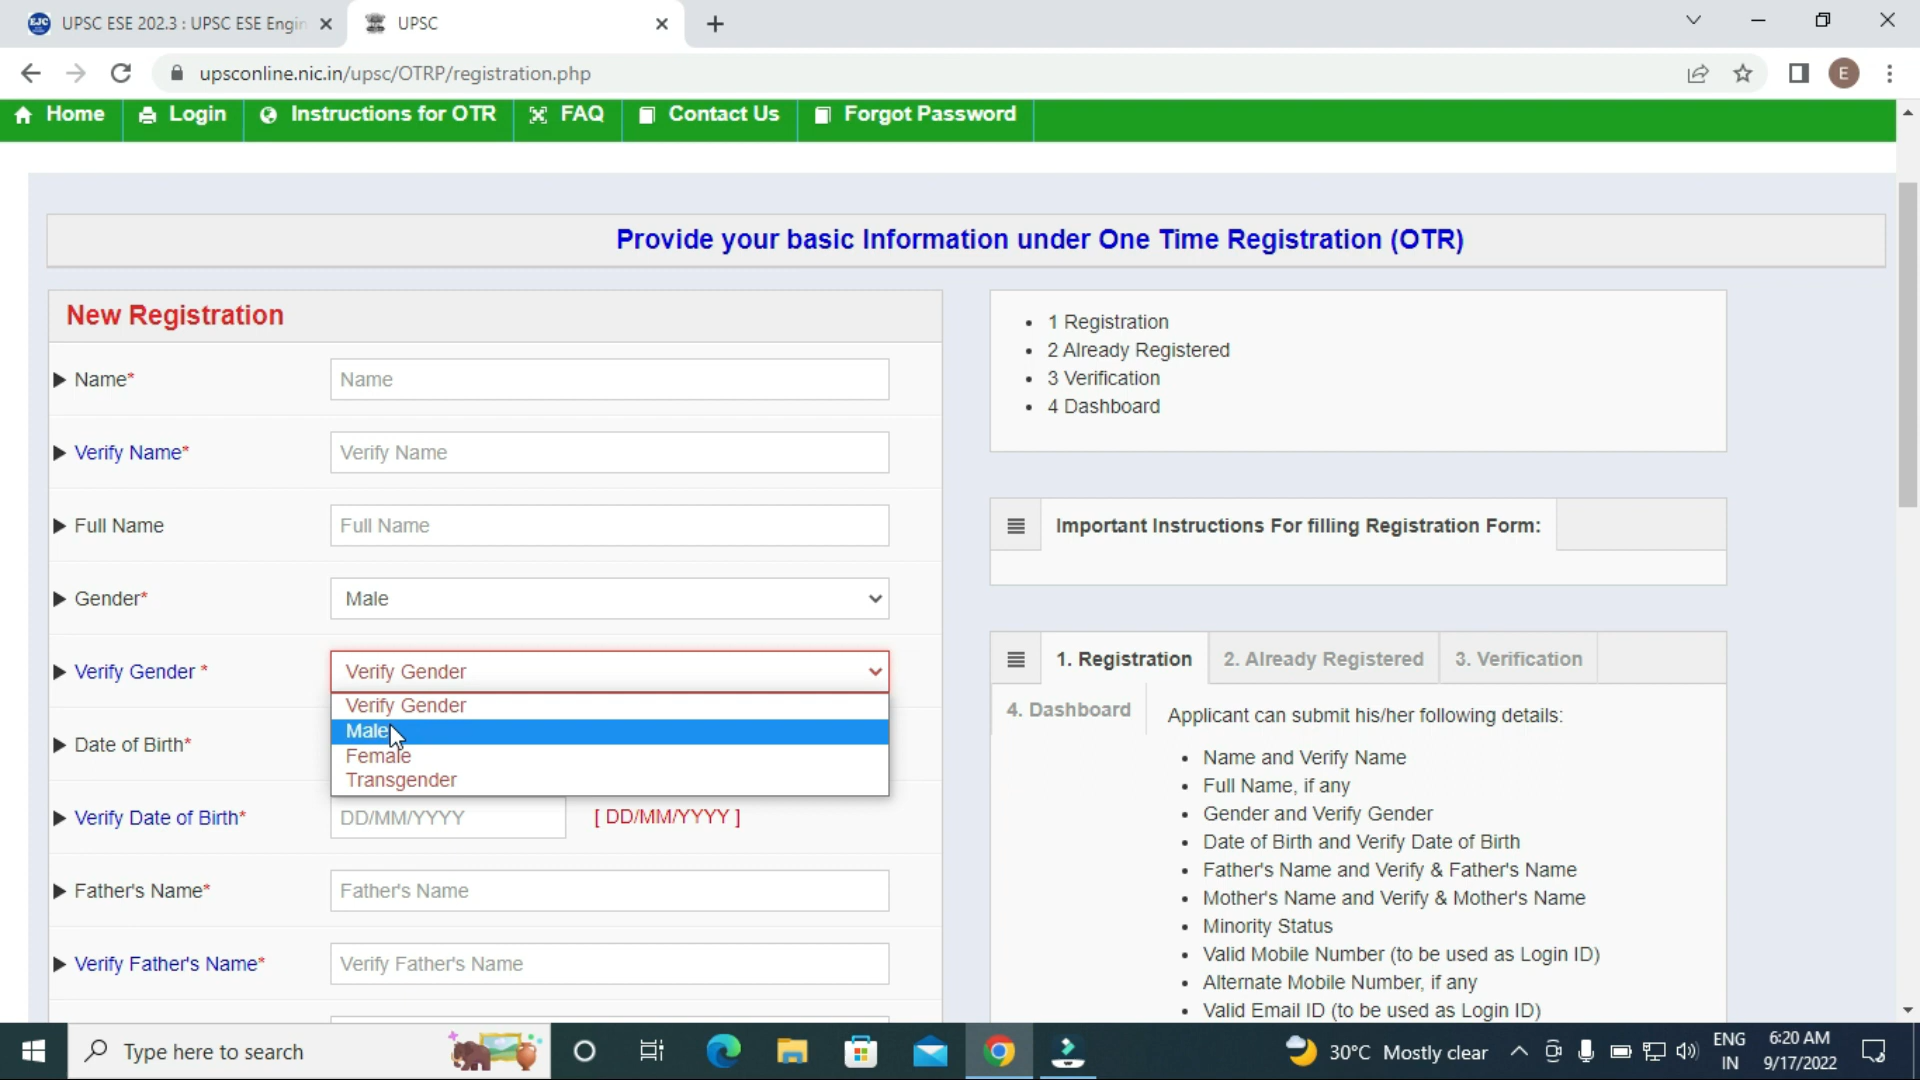 UPSC ESE 202.3 : UPSC ESE Engin
UPSC
upsconline.nic.in/upsc/OTRP/registration.php
E
Home
Login
Instructions for OTR
FAQ
Contact Us
Forgot Password
Provide your basic Information under One Time Registration (OTR)
New Registration
Name*
Name
Verify Name*
Verify Name
Full Name
Full Name
Gender*
Male
Verify Gender *
Verify Gender
Verify Gender
Male
Female
Transgender
Date of Birth*
Verify Date of Birth*
DD/MM/YYYY
[ DD/MM/YYYY ]
Father's Name*
Father's Name
Verify Father's Name*
Verify Father's Name
1 Registration
2 Already Registered
3 Verification
4 Dashboard
Important Instructions For filling Registration Form:
1. Registration
2. Already Registered
3. Verification
4. Dashboard
Applicant can submit his/her following details:
Name and Verify Name
Full Name, if any
Gender and Verify Gender
Date of Birth and Verify Date of Birth
Father's Name and Verify & Father's Name
Mother's Name and Verify & Mother's Name
Minority Status
Valid Mobile Number (to be used as Login ID)
Alternate Mobile Number, if any
Valid Email ID (to be used as Login ID)
Type here to search
30°C Mostly clear
ENG
IN
6:20 AM
9/17/2022